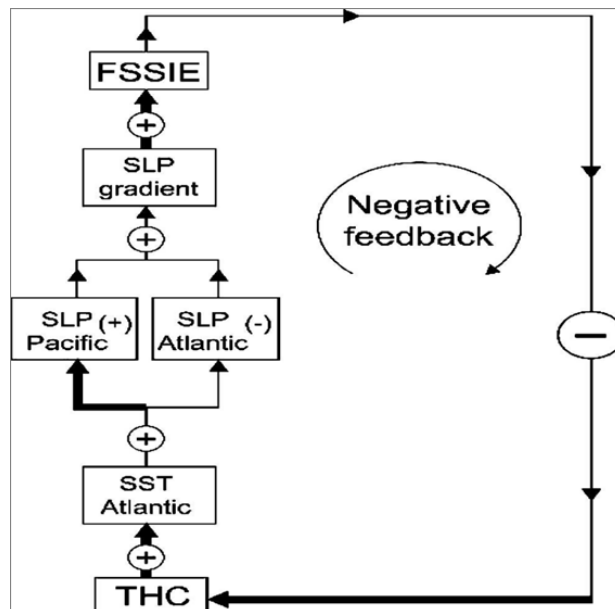 FSSIE
+
SLP
gradient
+
Negative
feedback
SLP (+)
Pacific
SLP (-)
Atlantic
−
+
SST
Atlantic
+
THC